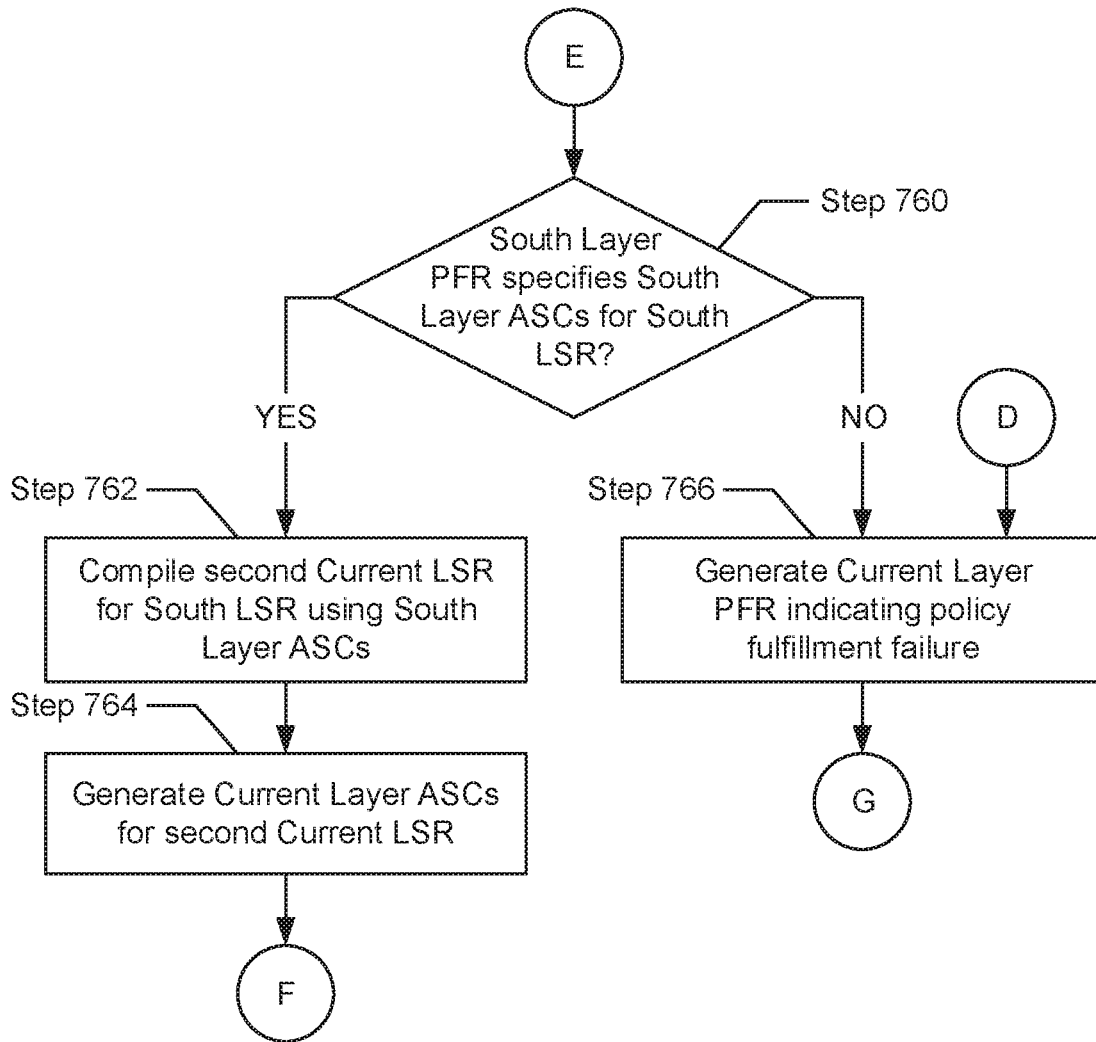 E
Step 760
South Layer
PFR specifies South
Layer ASCs for South
LSR?
YES
NO
D
Step 762
Step 766
Compile second Current LSR
for South LSR using South
Layer ASCs
Generate Current Layer
PFR indicating policy
fulfillment failure
Step 764
Generate Current Layer ASCs
for second Current LSR
G
F